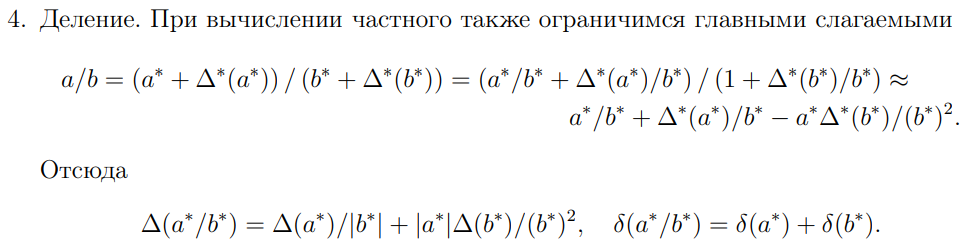 4. Деление. При вычислении частного также ограничимся главными слагаемыми
a/b = (a* + Δ*(a*)) / (b* + Δ*(b*)) = (a*/b* + Δ*(a*)/b*) / (1 + Δ*(b*)/b*) ≈
a*/b* + Δ*(a*)/b* − a*Δ*(b*)/(b*)².
Отсюда
Δ(a*/b*) = Δ(a*)/|b*| + |a*|Δ(b*)/(b*)², δ(a*/b*) = δ(a*) + δ(b*).